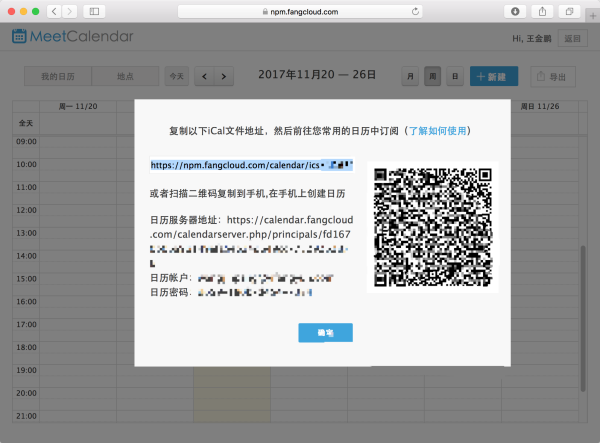 npm.fangcloud.com
MeetCalendar
Hi, 王金鹏
返回
我的日历
地点
今天
2017年11月20 — 26日
月
周
日
新建
导出
周一 11/20
周日 11/26
全天
复制以下iCal文件地址，然后前往您常用的日历中订阅（了解如何使用）
https://npm.fangcloud.com/calendar/ics
或者扫描二维码复制到手机,在手机上创建日历
日历服务器地址：https://calendar.fangcloud
.com/calendarserver.php/principals/fd167
日历帐户：
日历密码：
确定
09:00
10:00
11:00
12:00
13:00
14:00
15:00
16:00
17:00
18:00
19:00
20:00
21:00